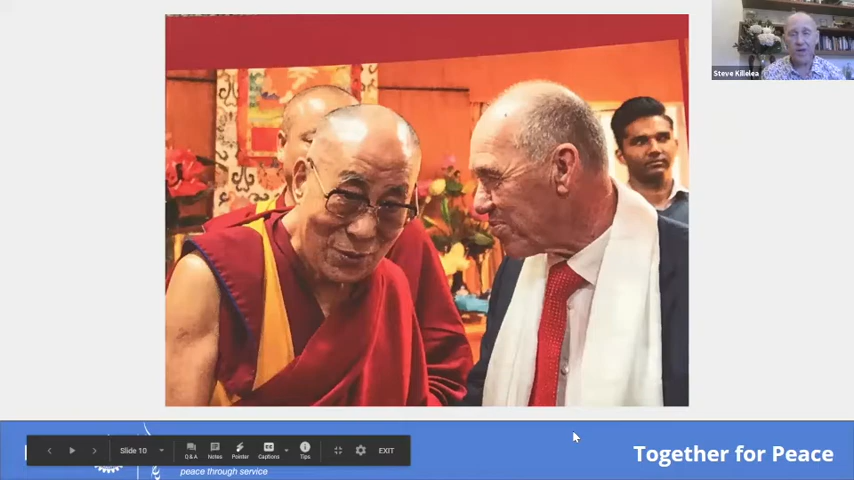 Steve Killelea
Together for Peace
Slide 10
Q&A
Notes
Pointer
Captions
Tips
EXIT
peace through service